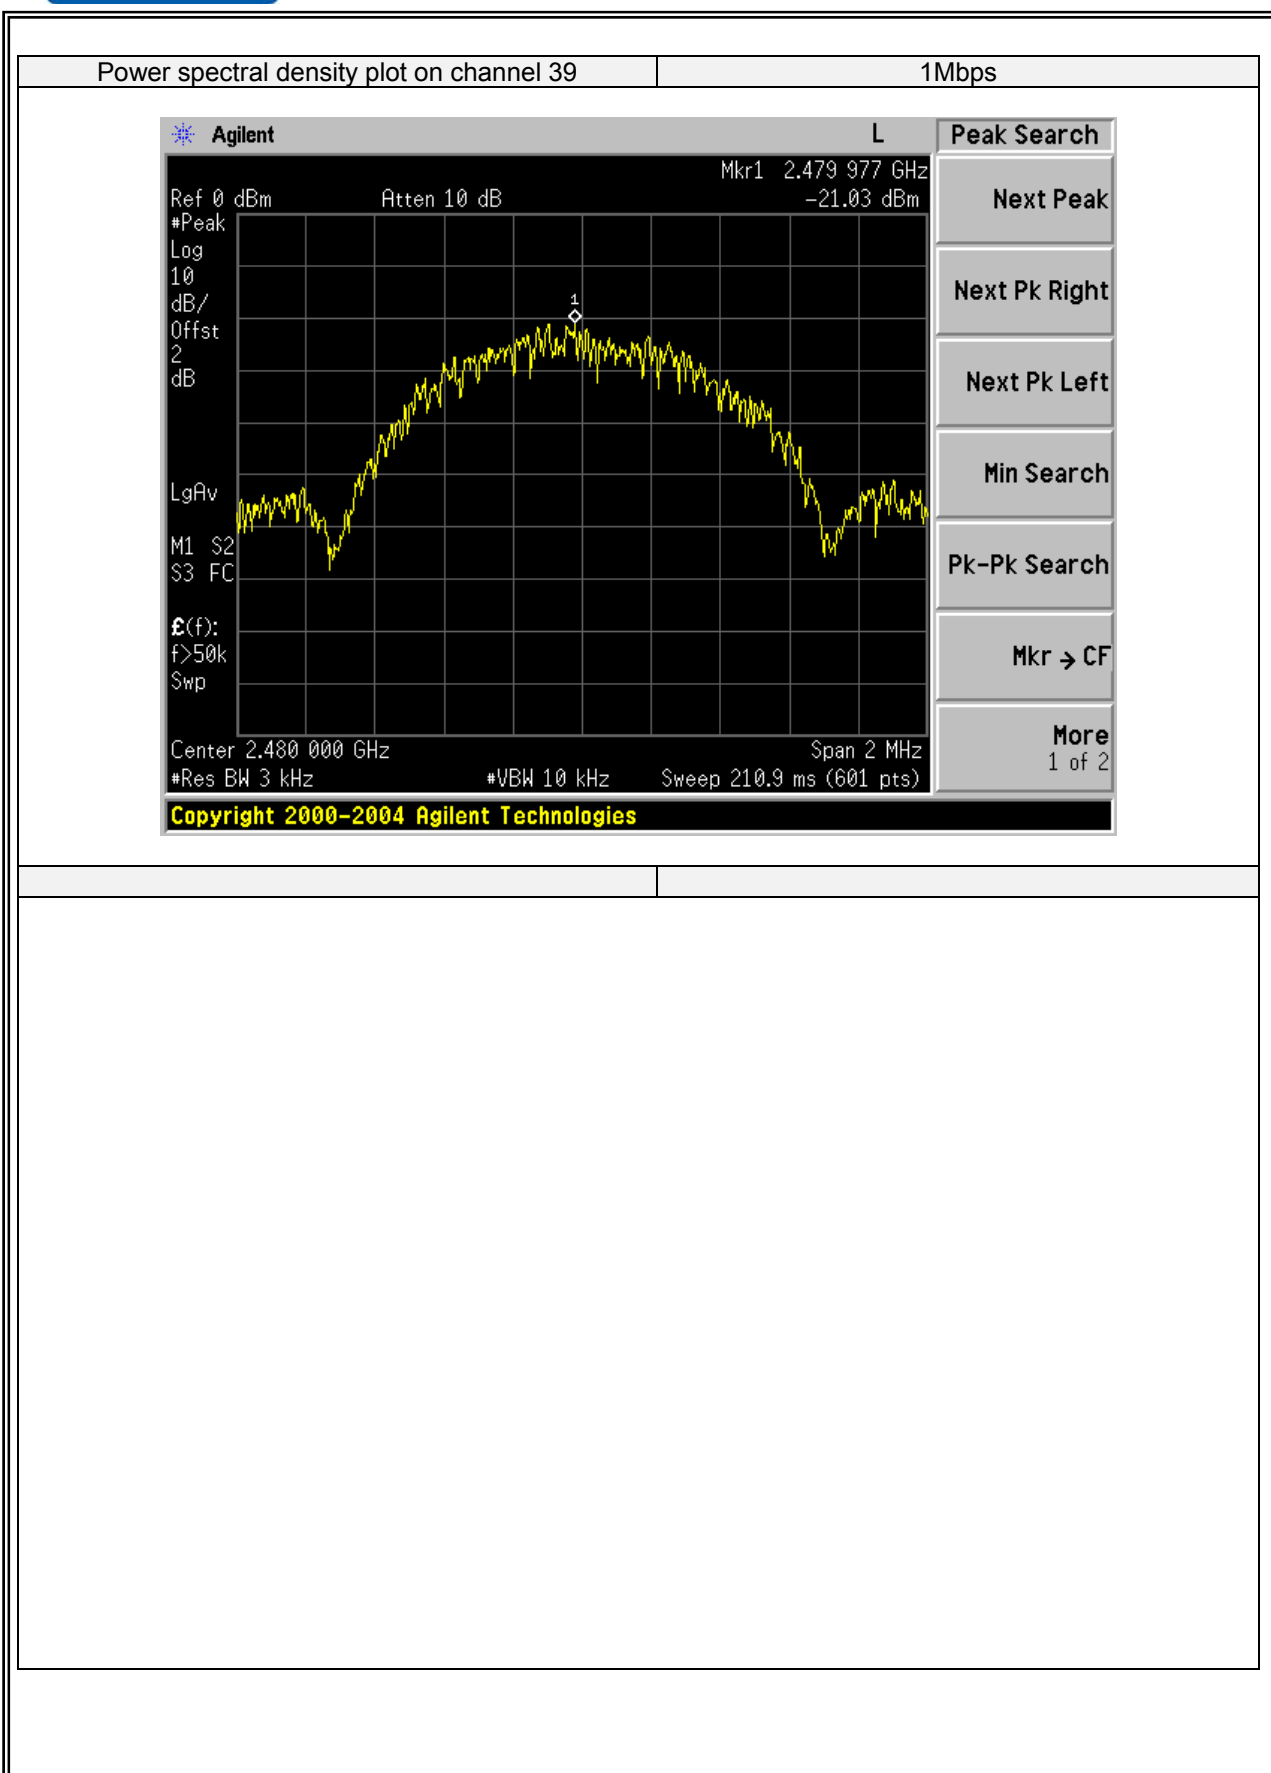 Power spectral density plot on channel 39 1Mbps
Agilent L Peak Search
Mkr1 2.479 977 GHz
Ref 0 dBm Atten 10 dB -21.03 dBm
#Peak
Log
10
dB/
Offst
2
dB
1
LgAv
M1 S2
S3 FC
£(f):
f>50k
Swp
Center 2.480 000 GHz Span 2 MHz
#Res BW 3 kHz #VBW 10 kHz Sweep 210.9 ms (601 pts)
Copyright 2000-2004 Agilent Technologies
Next Peak
Next Pk Right
Next Pk Left
Min Search
Pk-Pk Search
Mkr → CF
More
1 of 2